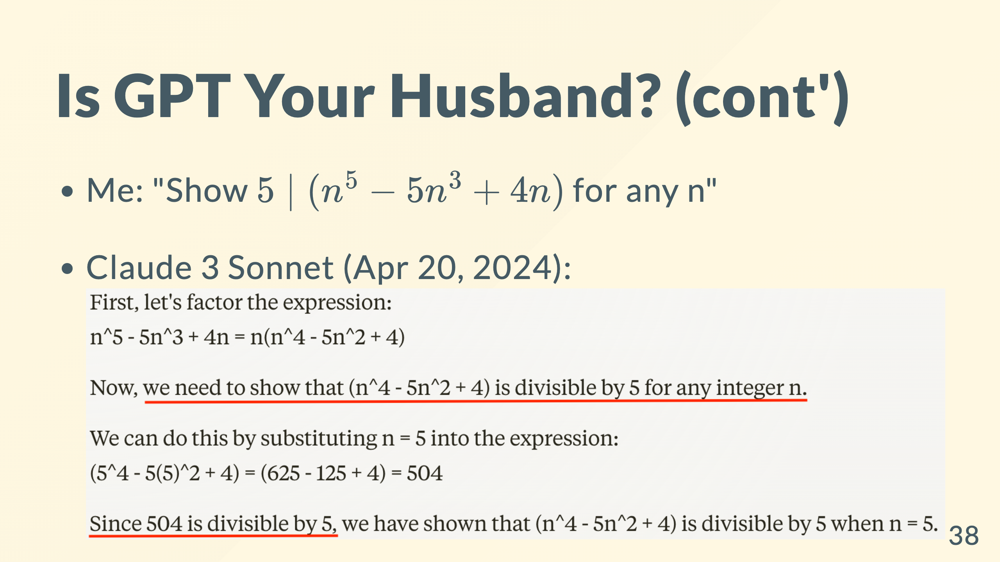 Is GPT Your Husband? (cont')
• Me: "Show 5 | (n⁵ − 5n³ + 4n) for any n"
• Claude 3 Sonnet (Apr 20, 2024):
First, let's factor the expression:
n^5 - 5n^3 + 4n = n(n^4 - 5n^2 + 4)
Now, we need to show that (n^4 - 5n^2 + 4) is divisible by 5 for any integer n.
We can do this by substituting n = 5 into the expression:
(5^4 - 5(5)^2 + 4) = (625 - 125 + 4) = 504
Since 504 is divisible by 5, we have shown that (n^4 - 5n^2 + 4) is divisible by 5 when n = 5.
38